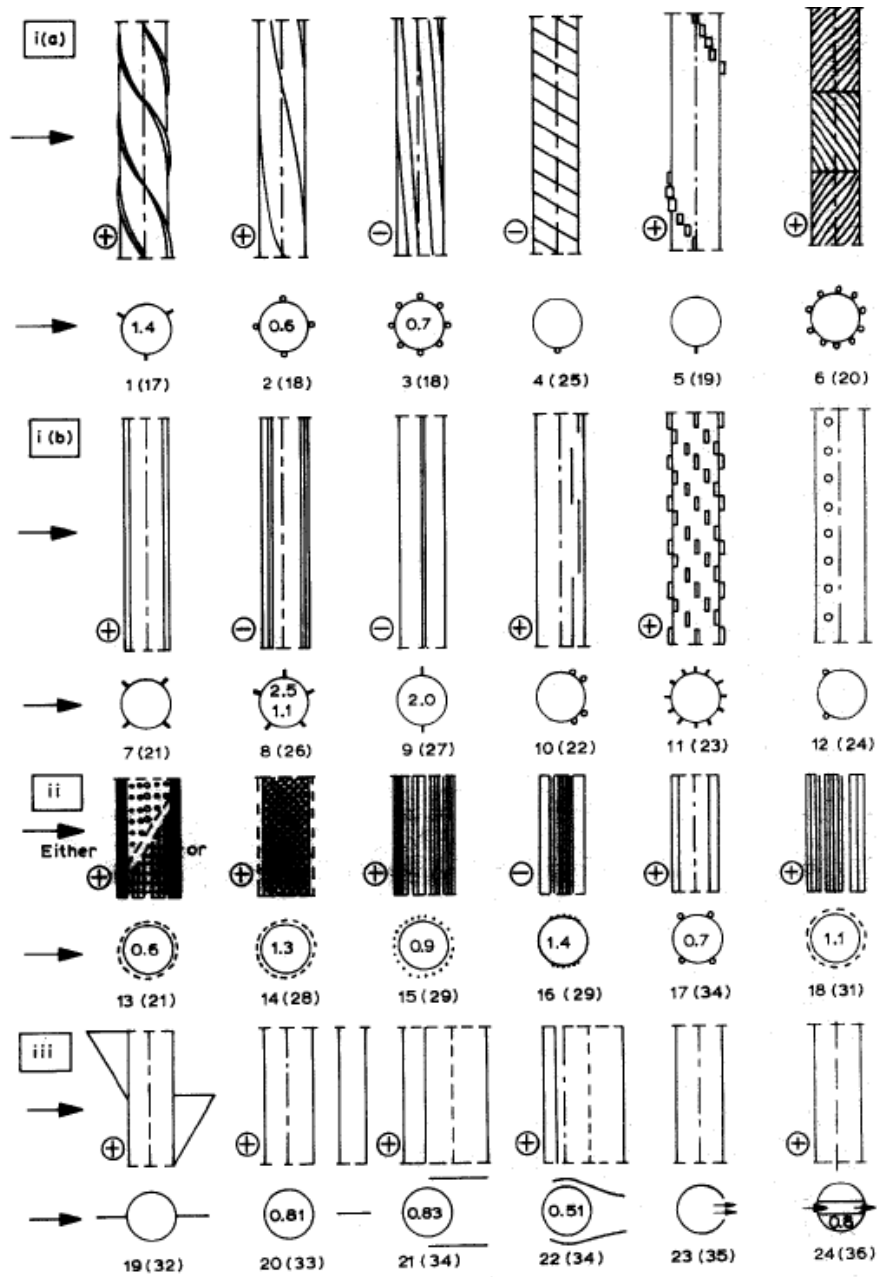 i(a)
+ + − − + +
1.4 0.6 0.7
1 (17) 2 (18) 3 (18) 4 (25) 5 (19) 6 (20)
i (b)
+ − − + +
2.5
1.1 2.0
7 (21) 8 (26) 9 (27) 10 (22) 11 (23) 12 (24)
ii
Either or
+ + + − + +
0.6 1.3 0.9 1.4 0.7 1.1
13 (21) 14 (28) 15 (29) 16 (29) 17 (34) 18 (31)
iii
+ + + + +
0.81 0.83 0.51 0.8
19 (32) 20 (33) 21 (34) 22 (34) 23 (35) 24 (36)